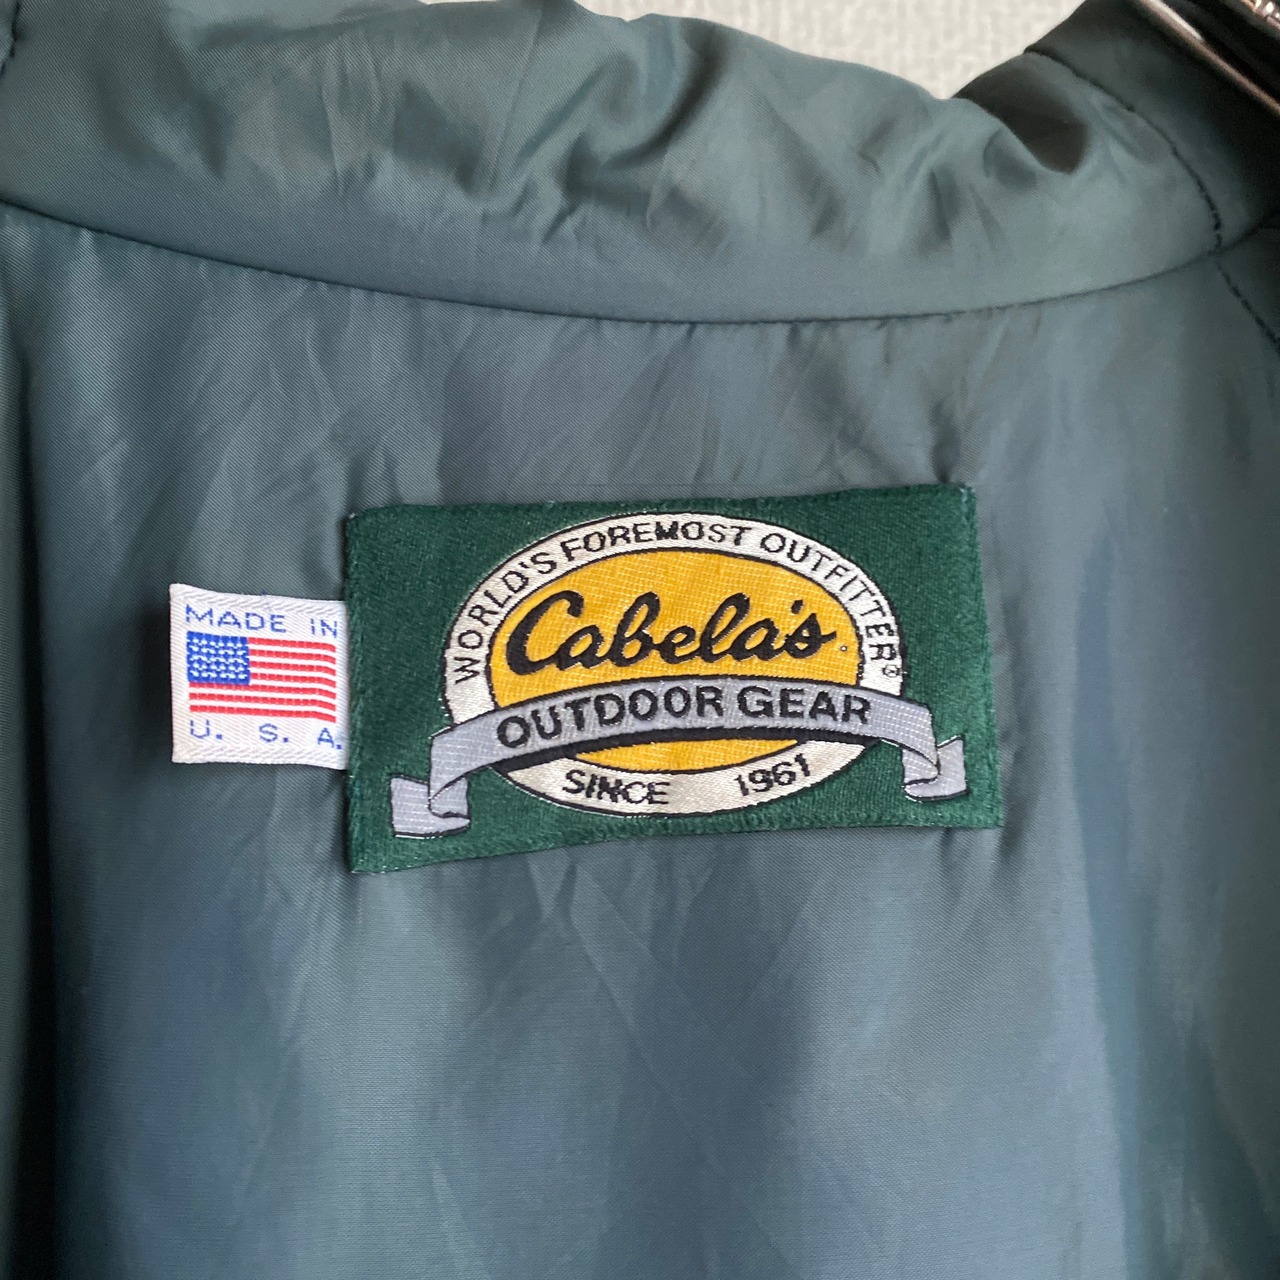 MADE IN
U. S. A.
WORLD'S FOREMOST OUTFITTER®
Cabela's
OUTDOOR GEAR
SINCE 1961